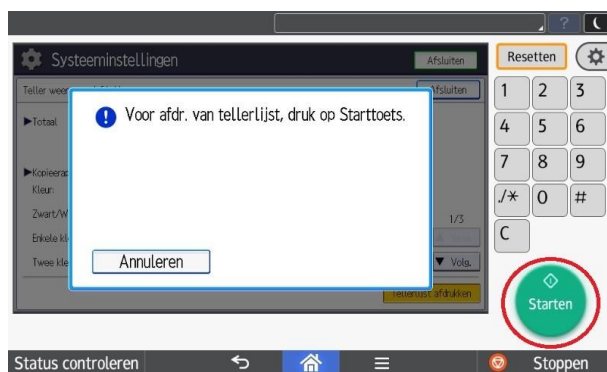 ?
Systeeminstellingen
Afsluiten
Resetten
Teller
Afsluiten
Voor afdr. van tellerlijst, druk op Starttoets.
▶Totaal
▶Kopieerap
Kleur:
Zwart/W
Enkele kl
Twee kle
1/3
▼ Volg.
Annuleren
Tellerlijst afdrukken
1 2 3
4 5 6
7 8 9
./* 0 #
C
Starten
Status controleren
Stoppen